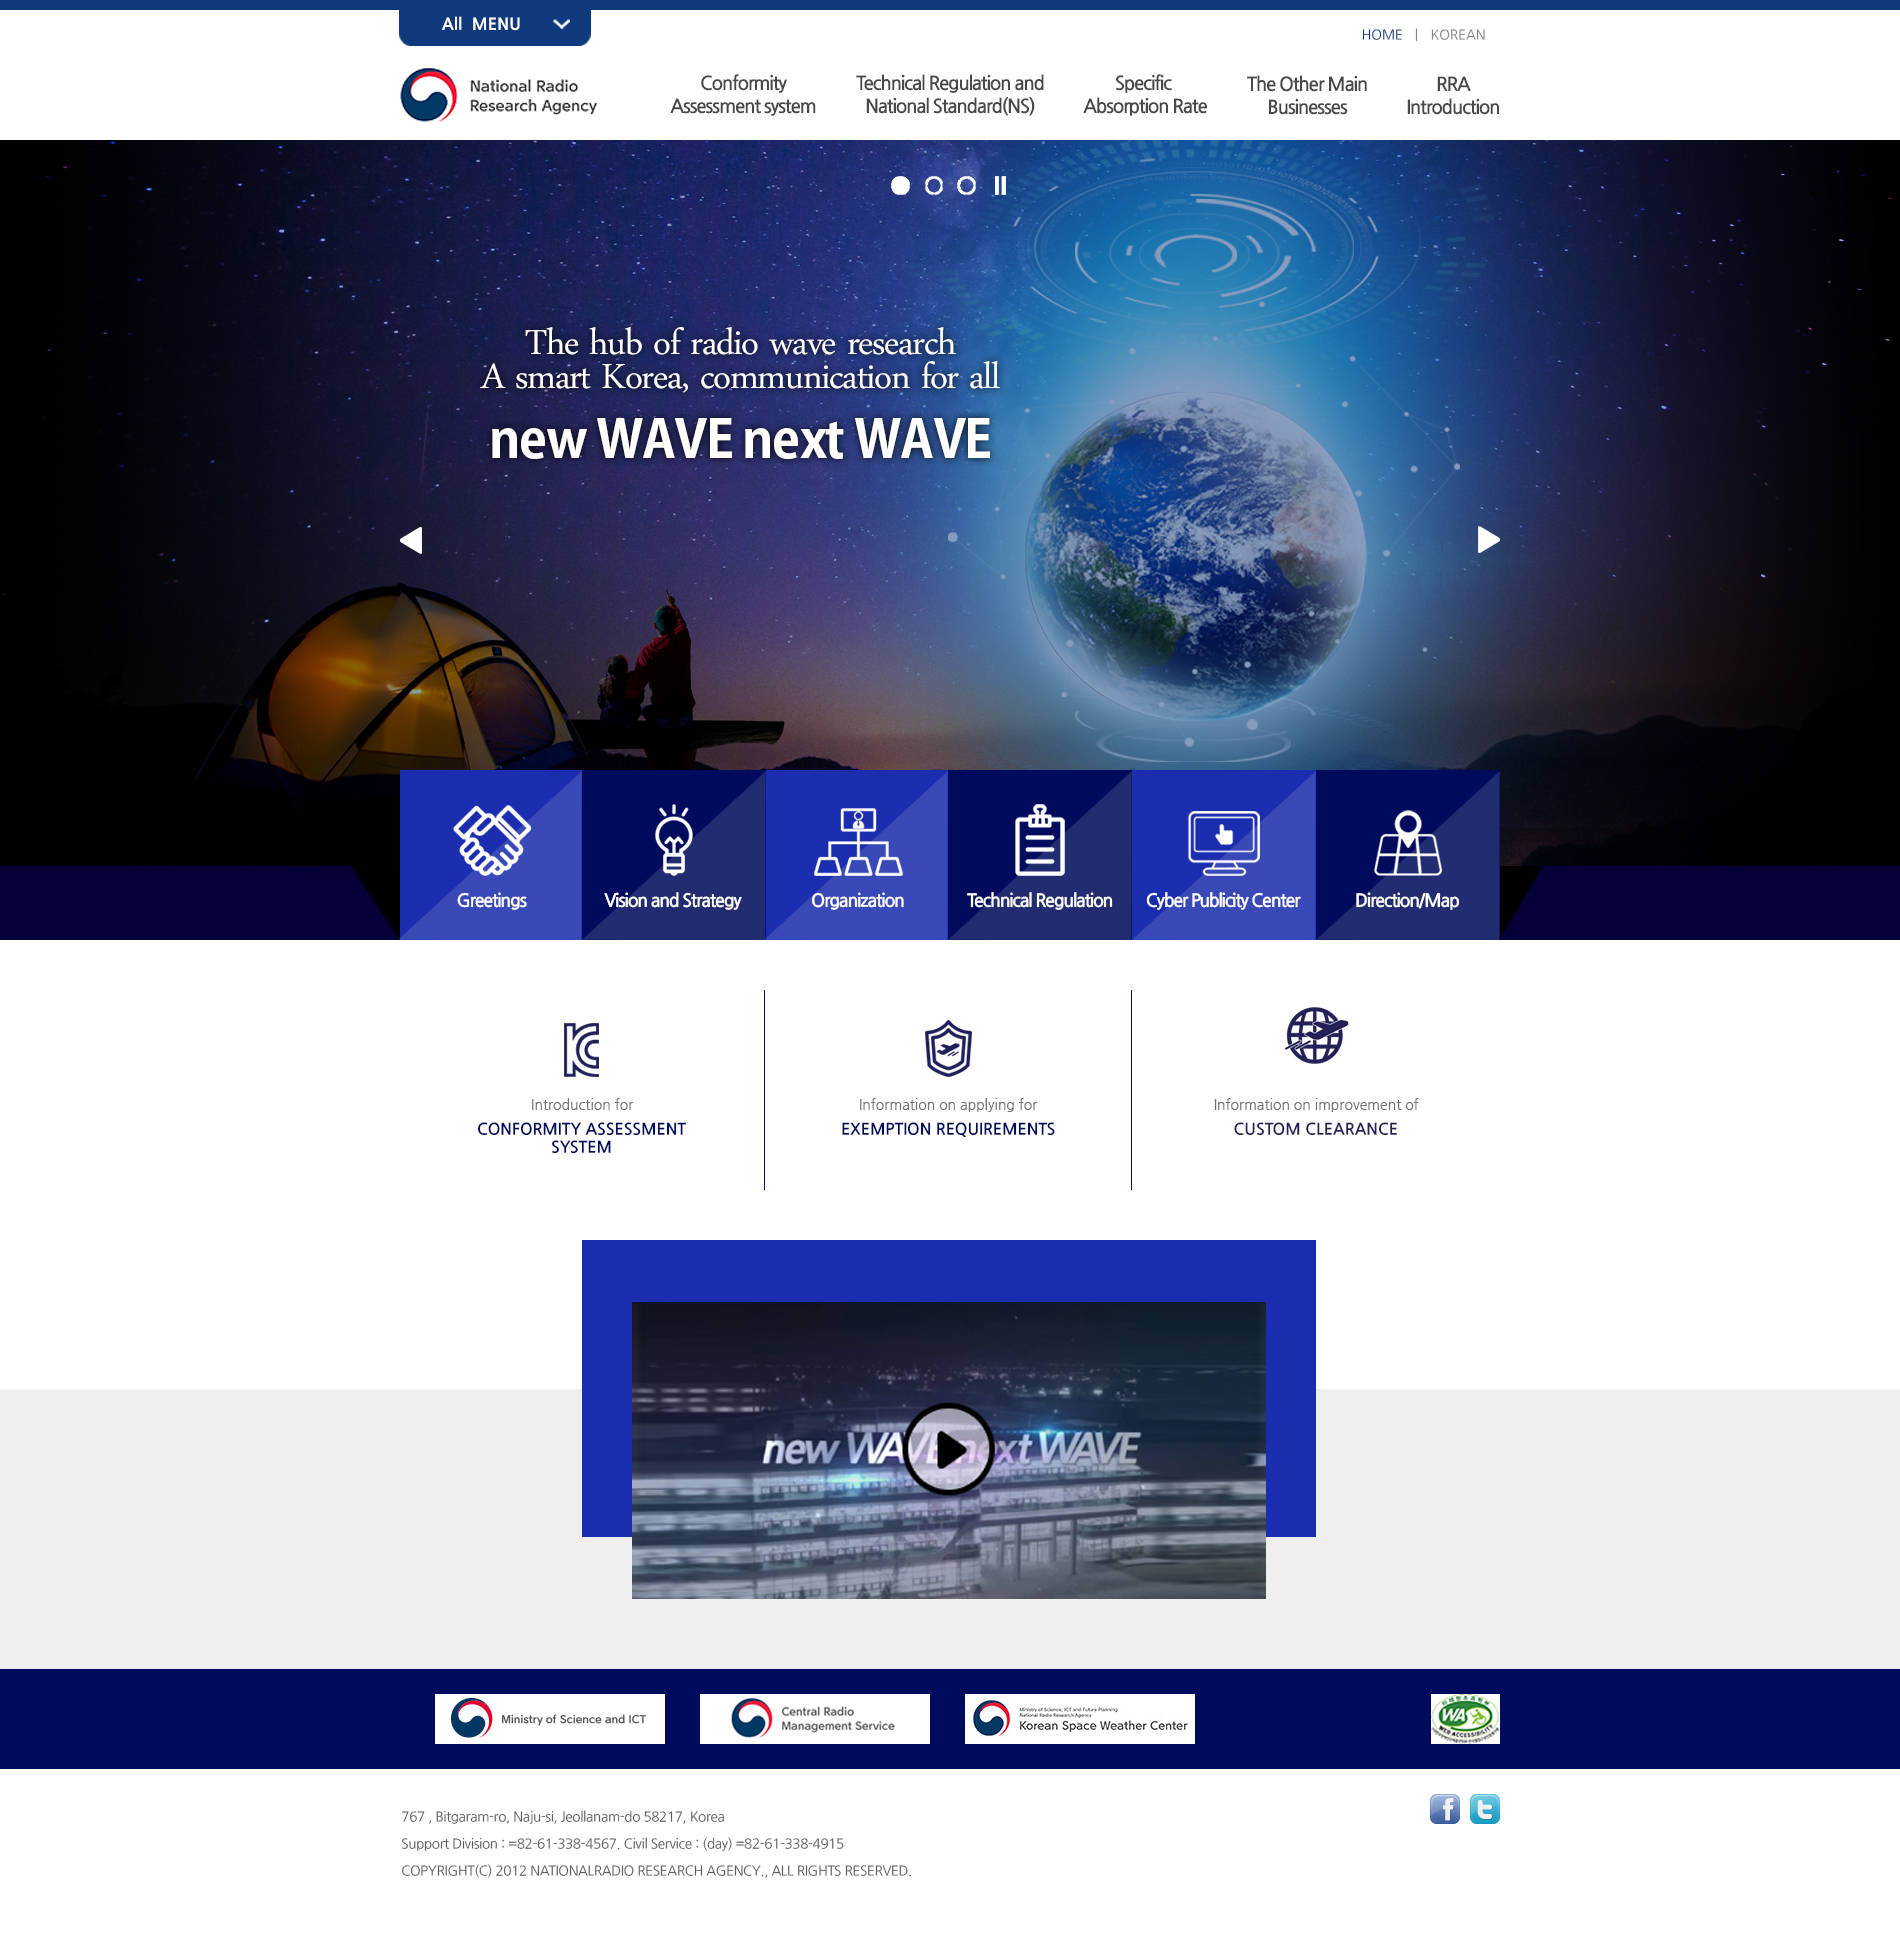 All MENU
HOME | KOREAN
National Radio
Research Agency
Conformity
Assessment system
Technical Regulation and
National Standard(NS)
Specific
Absorption Rate
The Other Main
Businesses
RRA
Introduction
The hub of radio wave research
A smart Korea, communication for all
new WAVE next WAVE
Greetings
Vision and Strategy
Organization
Technical Regulation
Cyber Publicity Center
Direction/Map
Introduction for
CONFORMITY ASSESSMENT
SYSTEM
Information on applying for
EXEMPTION REQUIREMENTS
Information on improvement of
CUSTOM CLEARANCE
new WAVE next WAVE
Ministry of Science and ICT
Central Radio
Management Service
Ministry of Science, ICT and Future Planning
National Radio Research Agency
Korean Space Weather Center
WA
WEB ACCESSIBILITY
767 , Bitgaram-ro, Naju-si, Jeollanam-do 58217, Korea
Support Division : =82-61-338-4567. Civil Service : (day) =82-61-338-4915
COPYRIGHT(C) 2012 NATIONALRADIO RESEARCH AGENCY., ALL RIGHTS RESERVED.